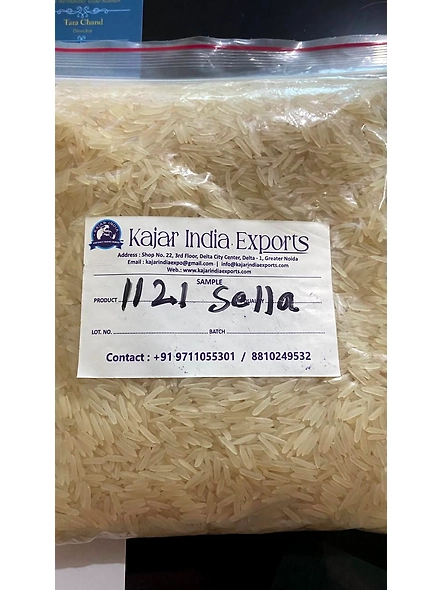 Tara Chand
Director
Kajar India Exports
Address : Shop No. 22, 3rd Floor, Delta City Center, Delta - 1, Greater Noida
Email : kajarindiaexpo@gmail.com | info@kajarindiaexports.com
Web.: www.kajarindiaexports.com
SAMPLE
PRODUCT 1121 Sella QUALITY
LOT. NO. BATCH
Contact : +91 9711055301 / 8810249532